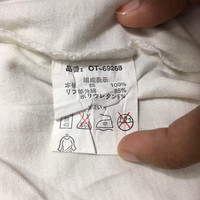 品番： OT-69268
組成表示
本体 綿 100%
リブ部分 綿 95%
ポリウレタン 5%